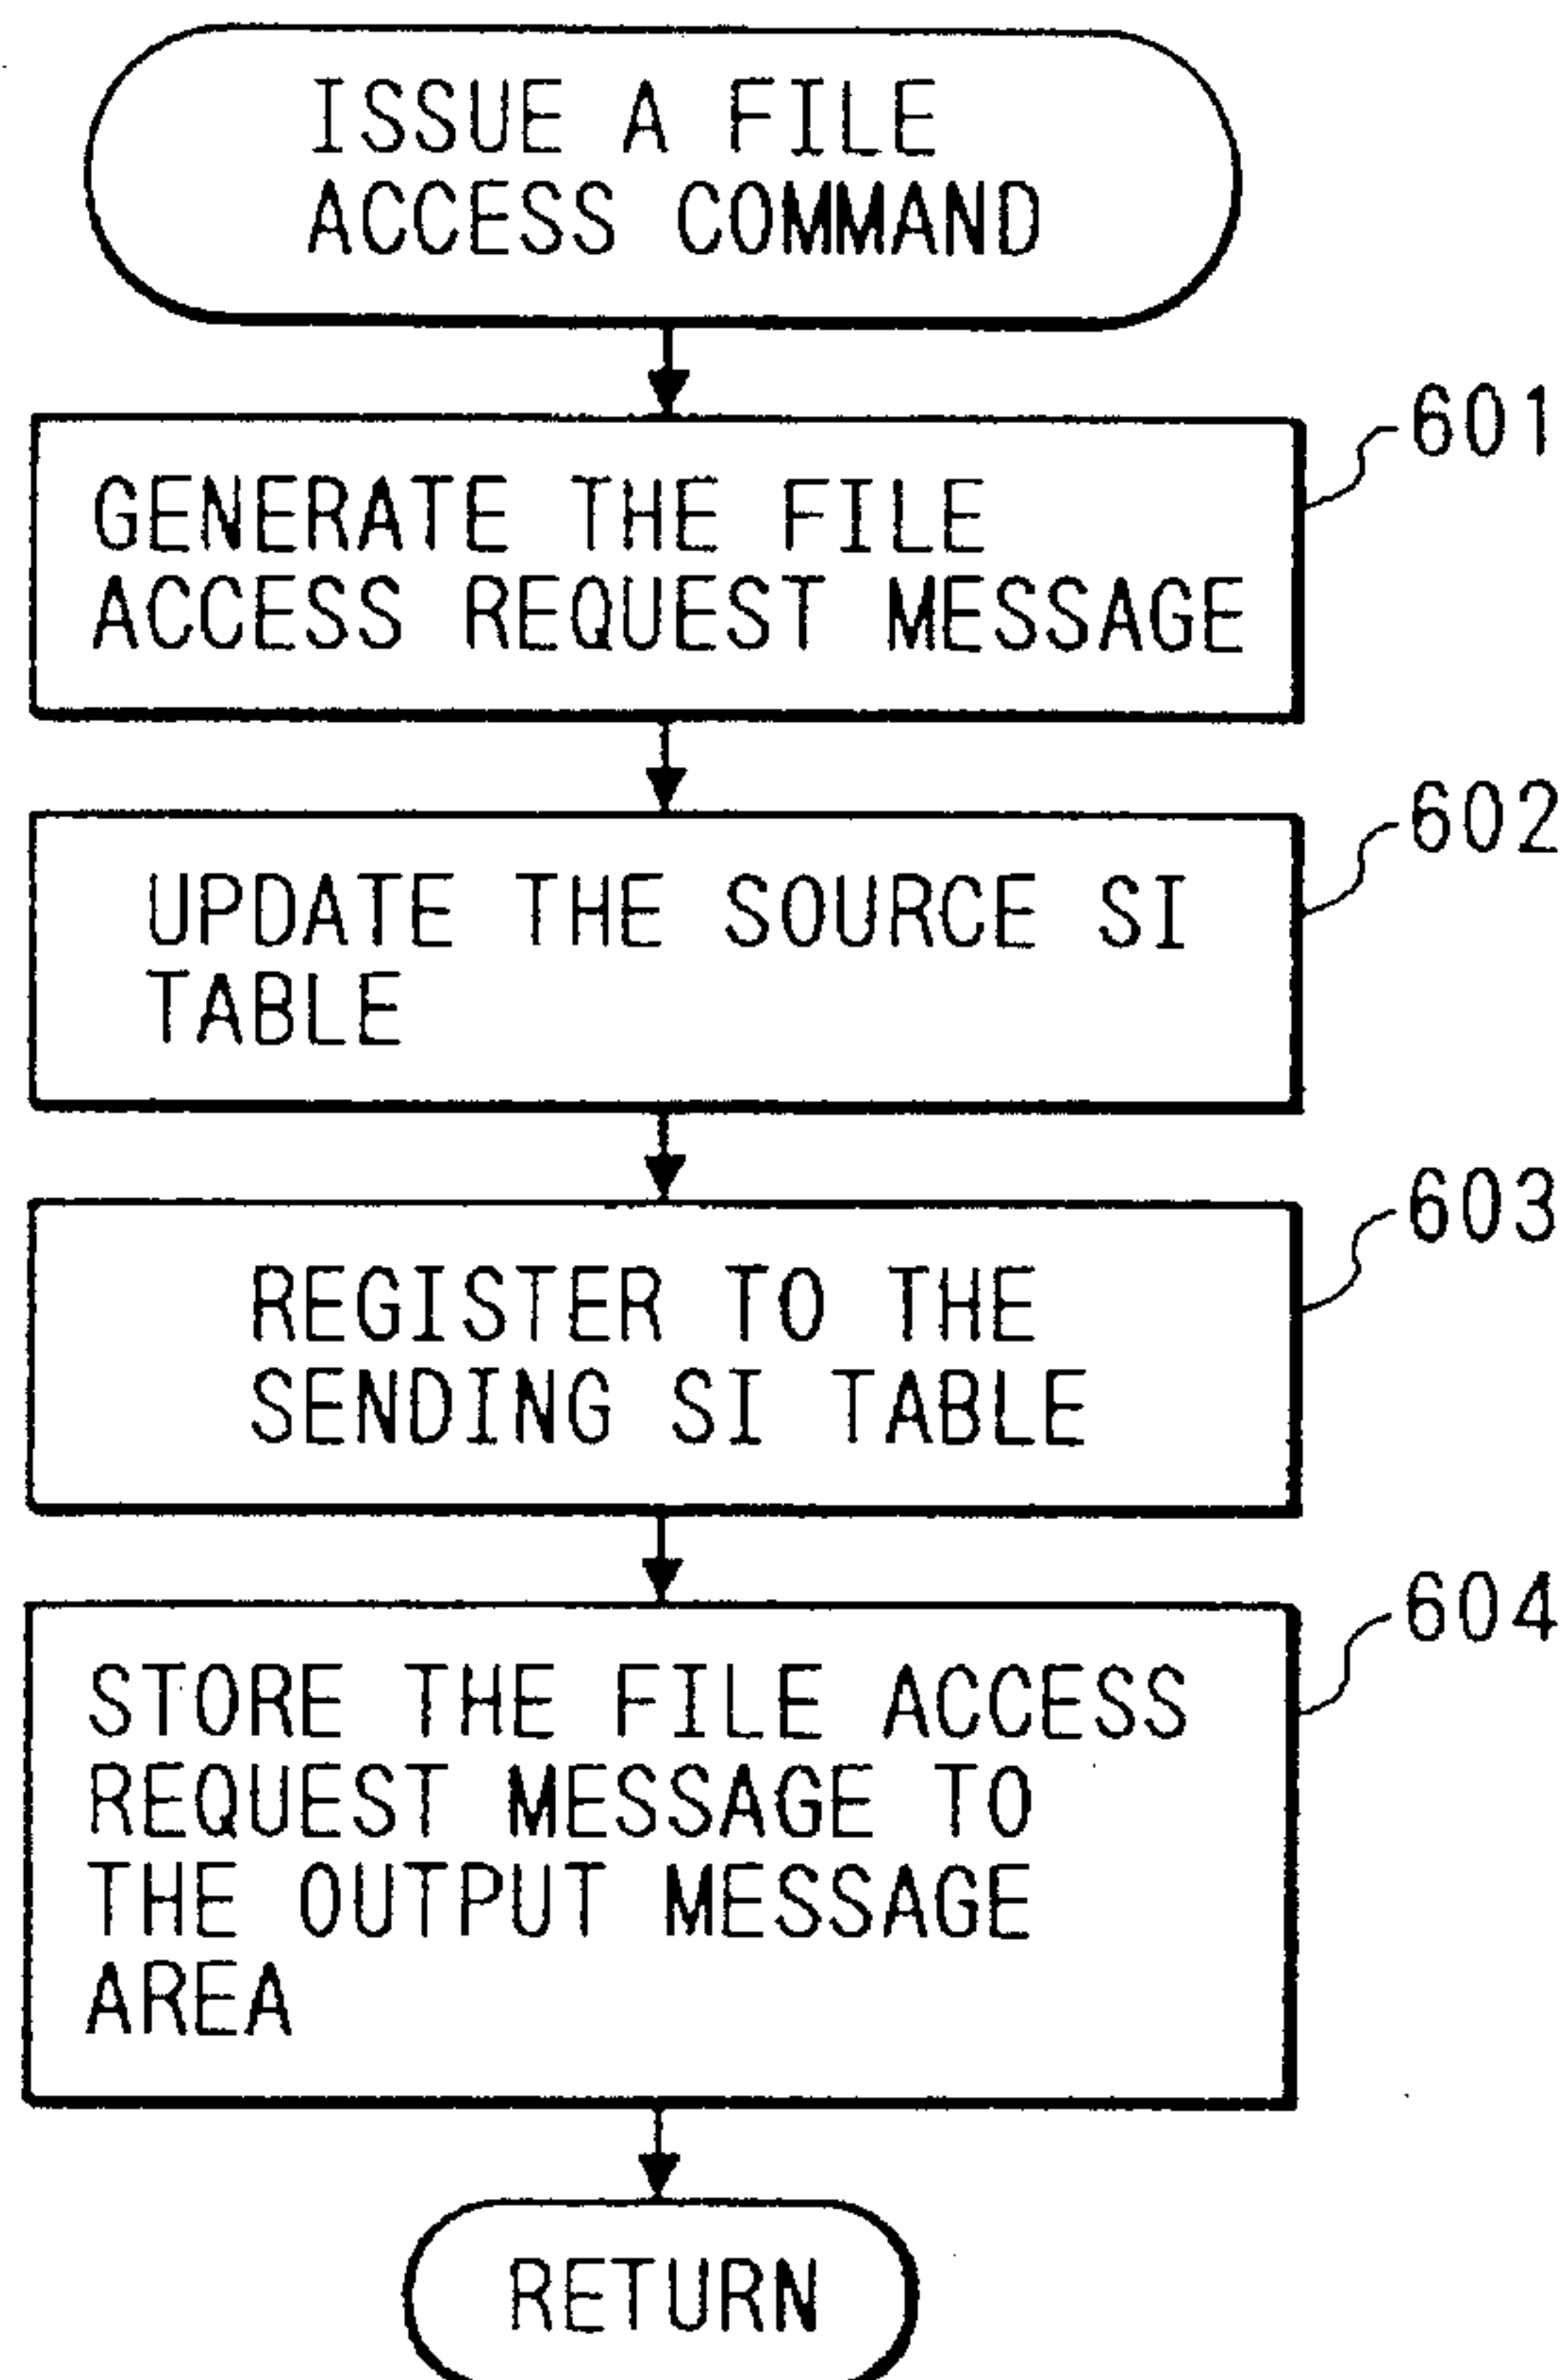 ISSUE A FILE
ACCESS COMMAND
601
GENERATE THE FILE
ACCESS REQUEST MESSAGE
602
UPDATE THE SOURCE SI
TABLE
603
REGISTER TO THE
SENDING SI TABLE
604
STORE THE FILE ACCESS
REQUEST MESSAGE TO
THE OUTPUT MESSAGE
AREA
RETURN